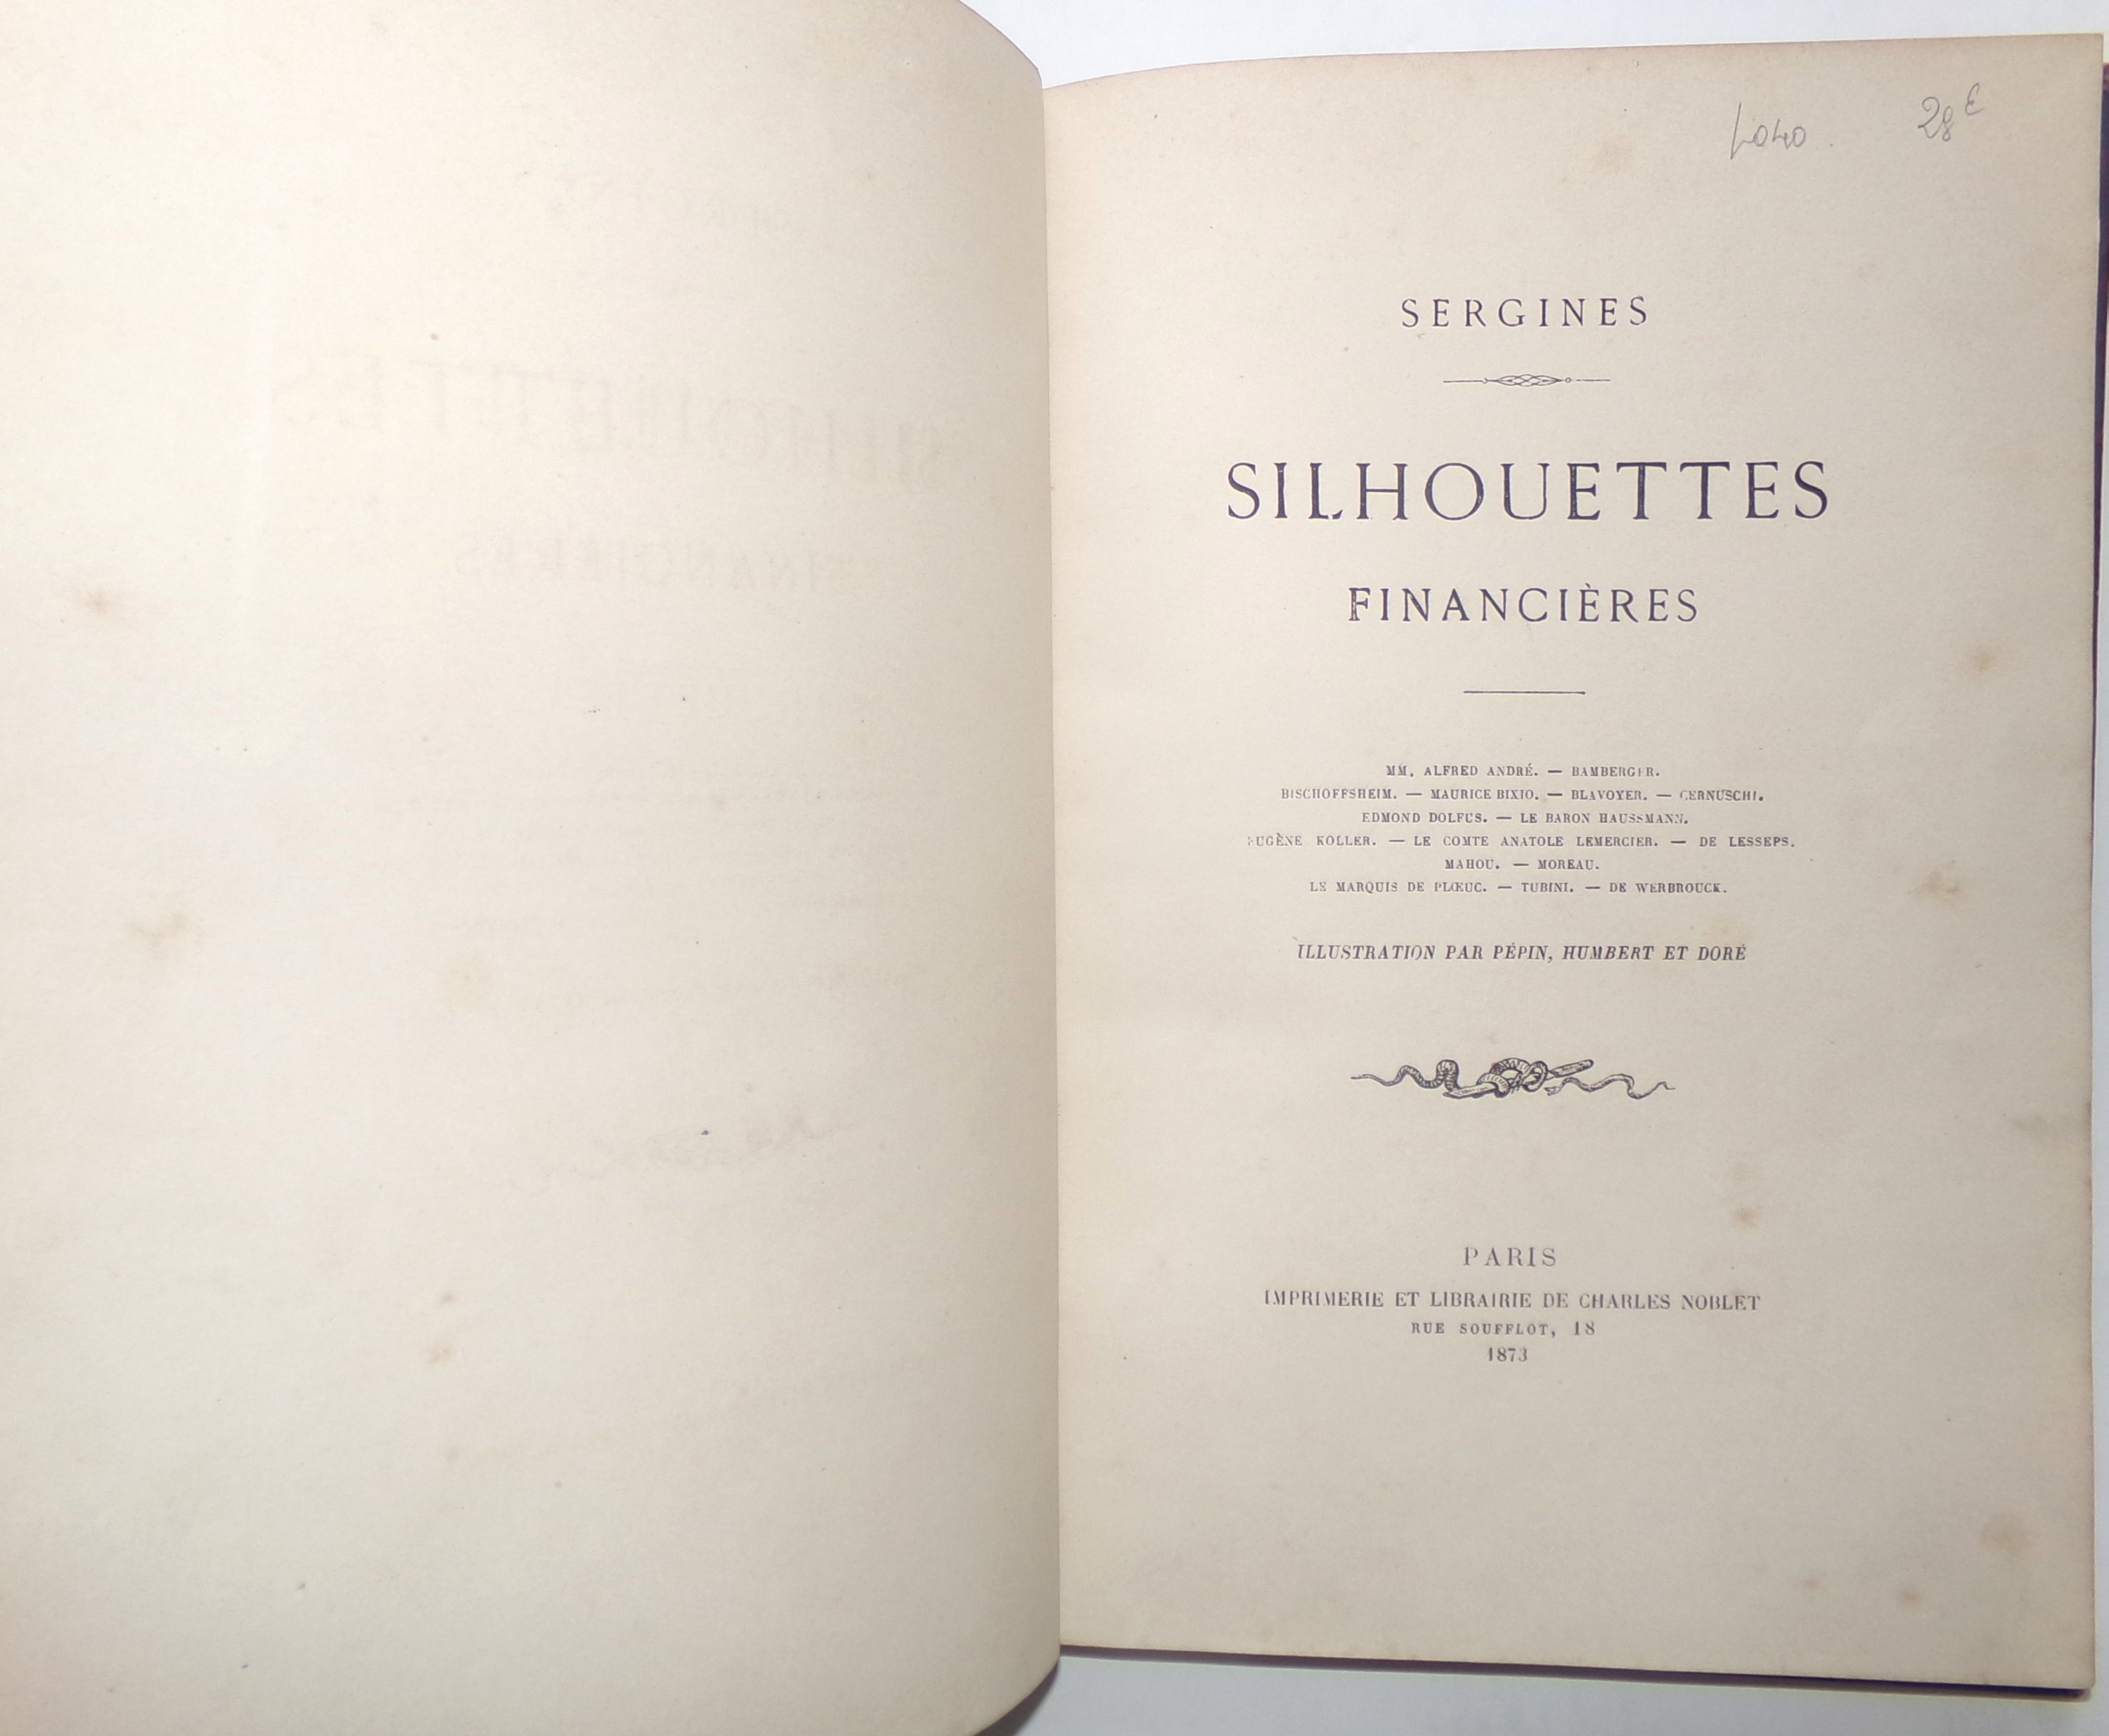 28 €
SERGINES
SILHOUETTES
FINANCIÈRES
MM. ALFRED ANDRÉ. — BAMBERGER.
BISCHOFFSHEIM. — MAURICE BIXIO. — BLAVOYER. — CERNUSCHI.
EDMOND DOLFUS. — LE BARON HAUSSMANN.
EUGÈNE KOLLER. — LE COMTE ANATOLE LEMERCIER. — DE LESSEPS.
MAHOU. — MOREAU.
LE MARQUIS DE PLŒUC. — TUBINI. — DE WERBROUCK.
ILLUSTRATION PAR PÉPIN, HUMBERT ET DORÉ
PARIS
IMPRIMERIE ET LIBRAIRIE DE CHARLES NOBLET
RUE SOUFFLOT, 18
1873